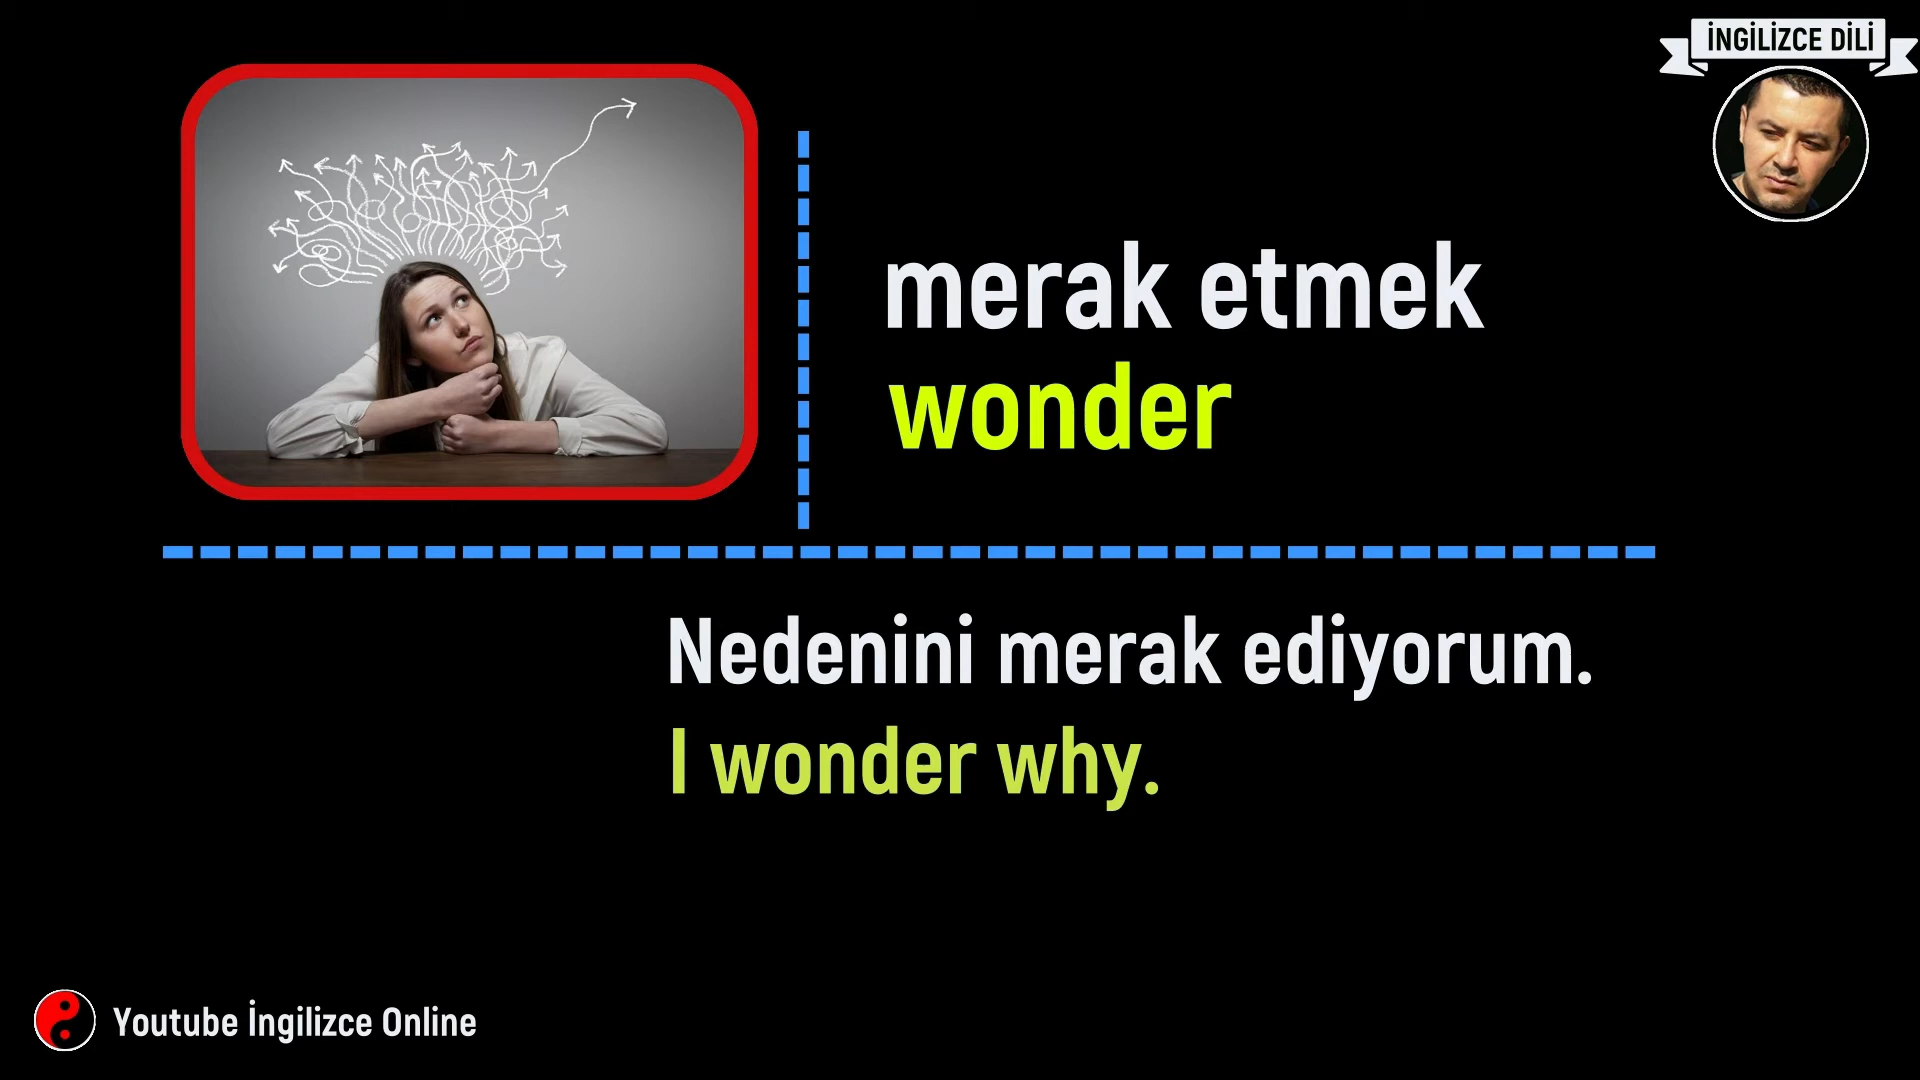 İNGİLİZCE DİLİ
merak etmek
wonder
Nedenini merak ediyorum.
I wonder why.
Youtube İngilizce Online